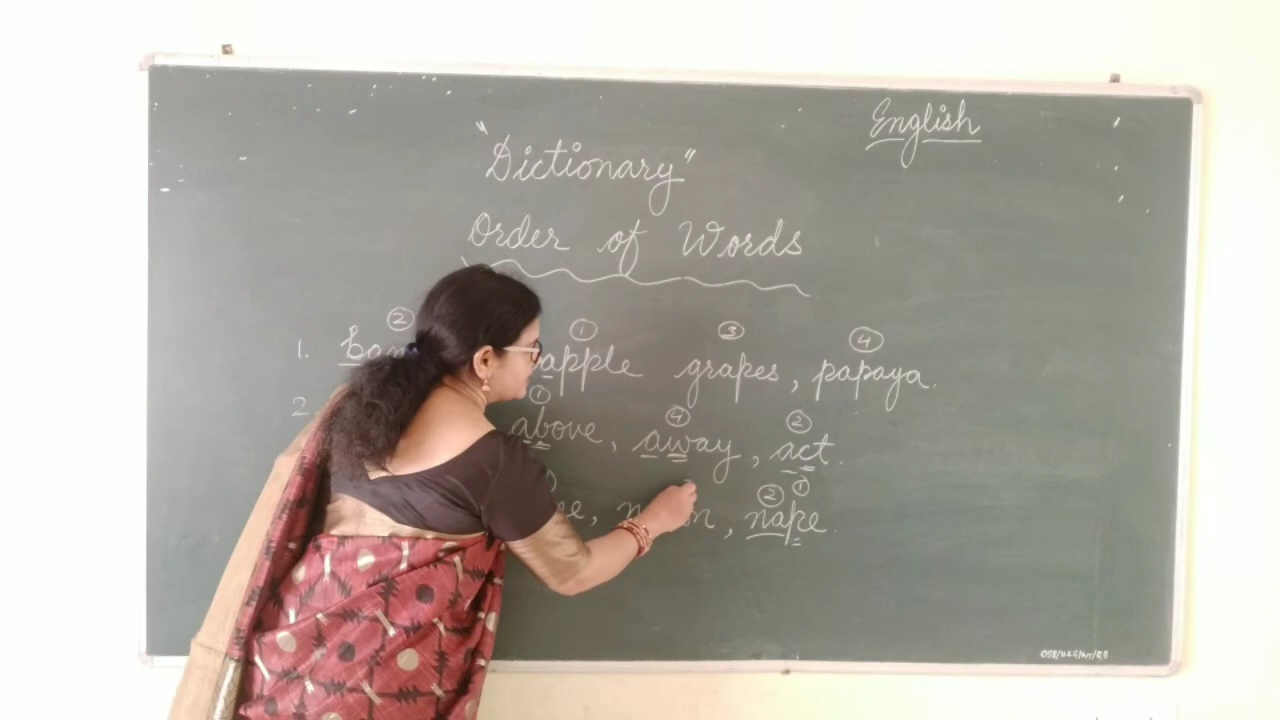 English
"Dictionary"
Order of Words
② ① ③ ④
1. apple grapes, papaya.
① ④ ②
2. above, away, act.
② ①
nape.